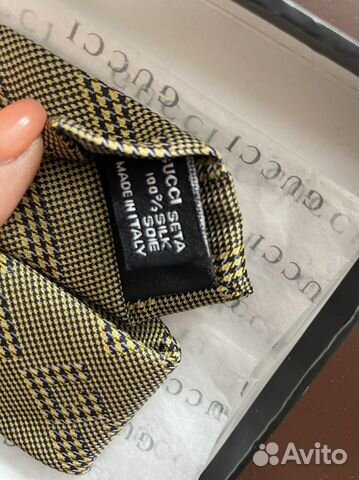 GUCCI
GUCCI
GUCCI
GUCCI
UCCI SETA
100% SILK
SOIE
MADE IN ITALY
Avito